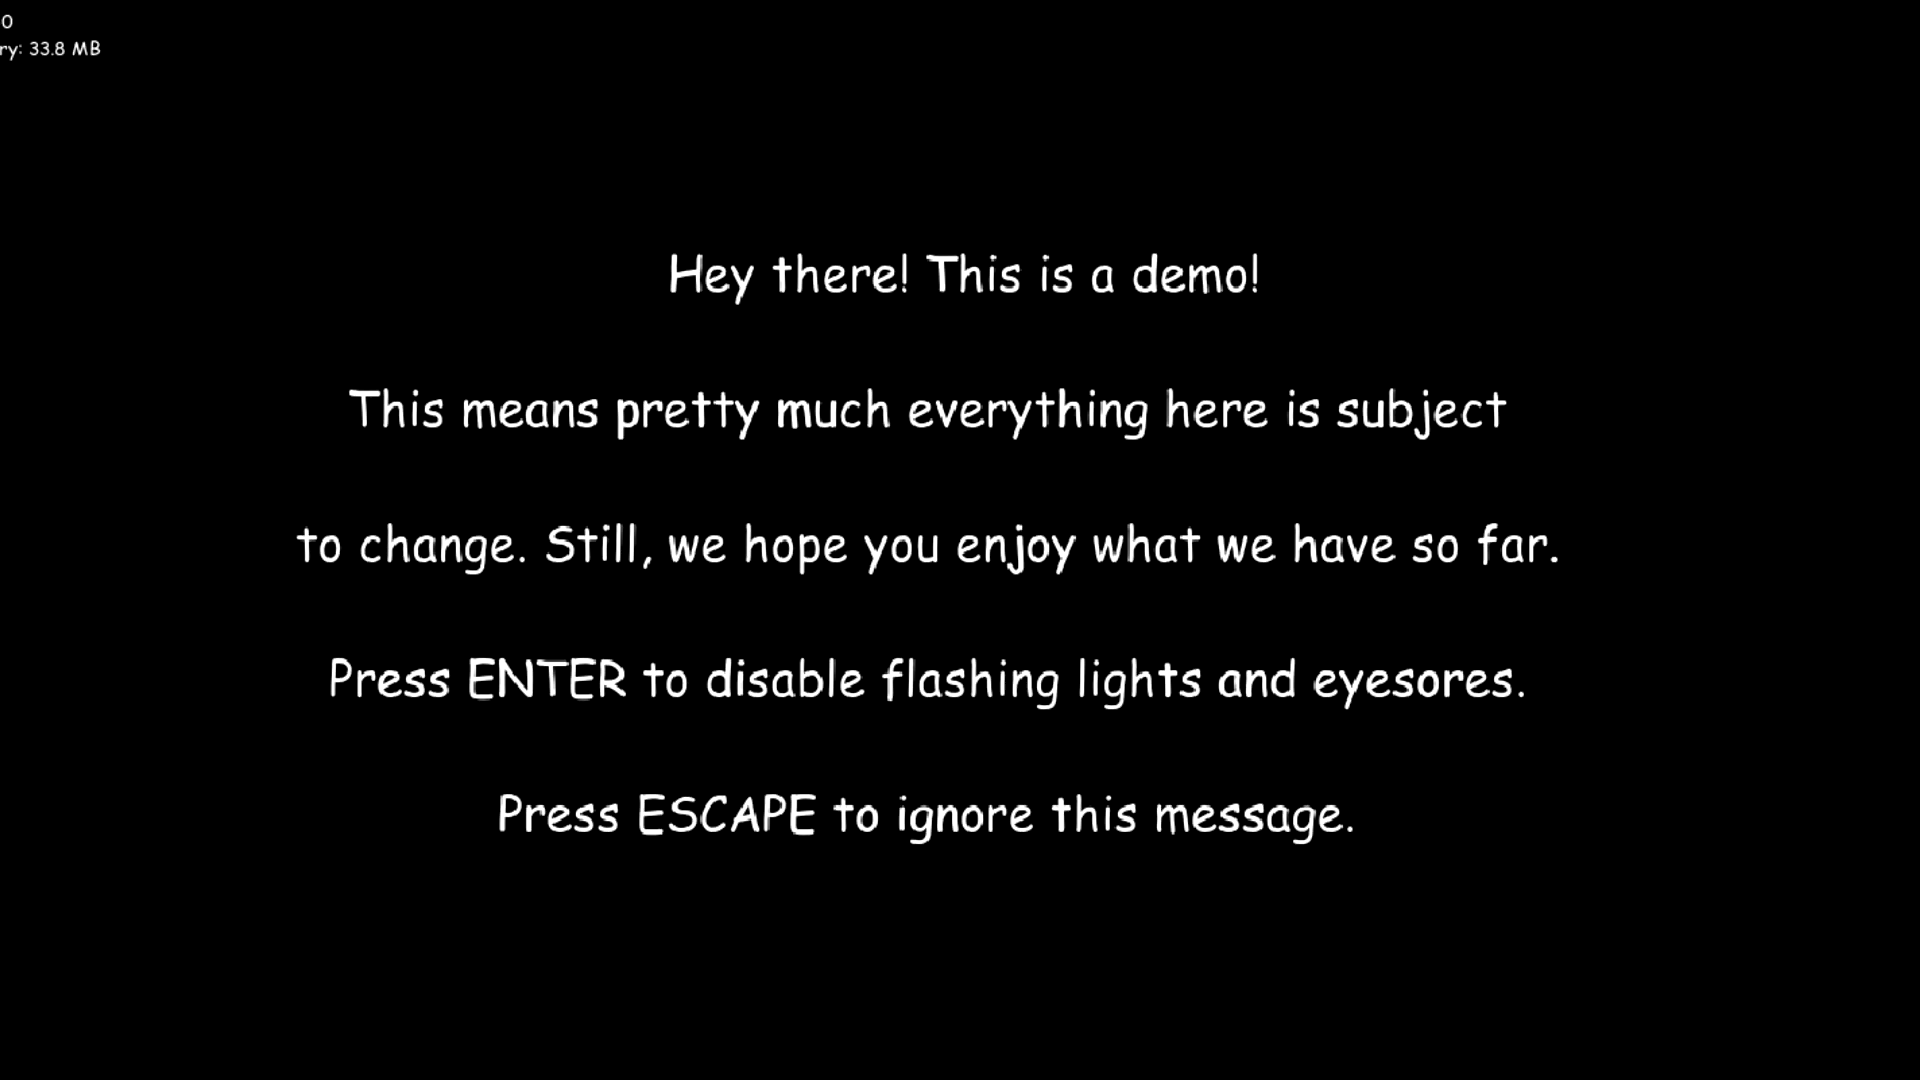 0
ry: 33.8 MB
Hey there! This is a demo!
This means pretty much everything here is subject
to change. Still, we hope you enjoy what we have so far.
Press ENTER to disable flashing lights and eyesores.
Press ESCAPE to ignore this message.